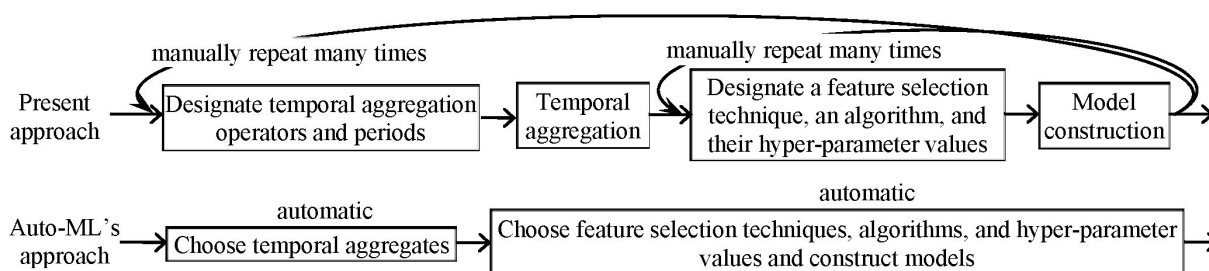 manually repeat many times
manually repeat many times
Present
approach
Designate temporal aggregation
operators and periods
Temporal
aggregation
Designate a feature selection
technique, an algorithm, and
their hyper-parameter values
Model
construction
Auto-ML's
approach
automatic
Choose temporal aggregates
automatic
Choose feature selection techniques, algorithms, and hyper-parameter
values and construct models